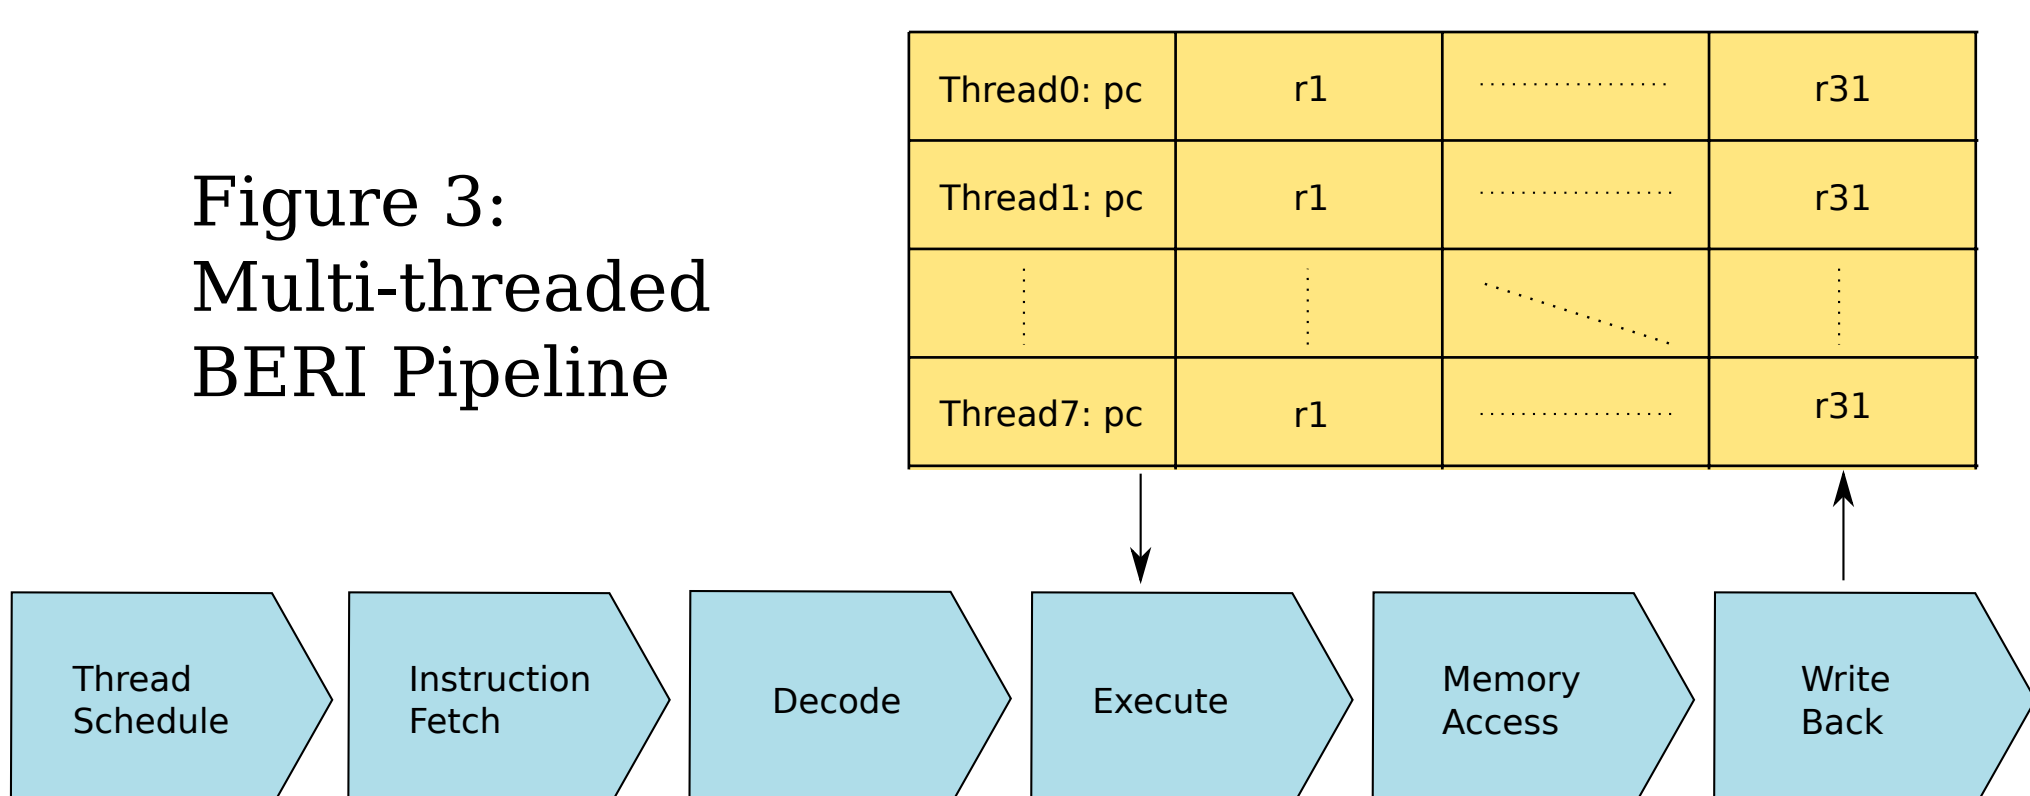 Figure 3:
Multi-threaded
BERI Pipeline
Thread0: pc r1 r31
Thread1: pc r1 r31
Thread7: pc r1 r31
Thread
Schedule
Instruction
Fetch
Decode
Execute
Memory
Access
Write
Back